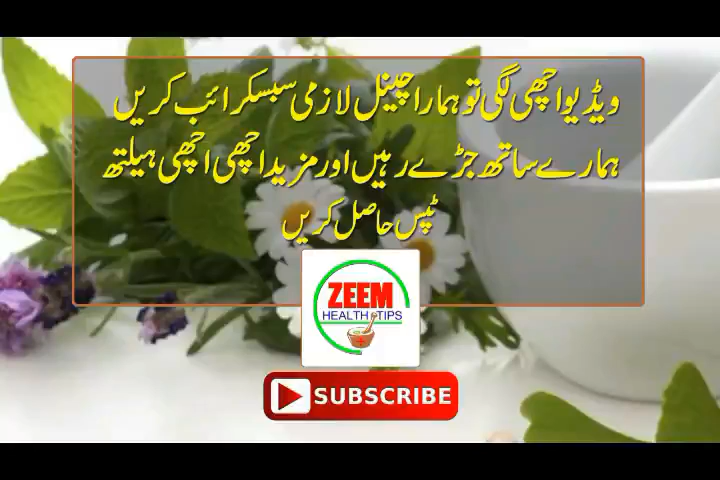 ویڈیو اچھی لگی تو ہمارا چینل لازمی سبسکرائب کریں
ہمارے ساتھ جڑے رہیں اور مزید اچھی اچھی ہیلتھ
ٹپس حاصل کریں
ZEEM
HEALTH TIPS
SUBSCRIBE